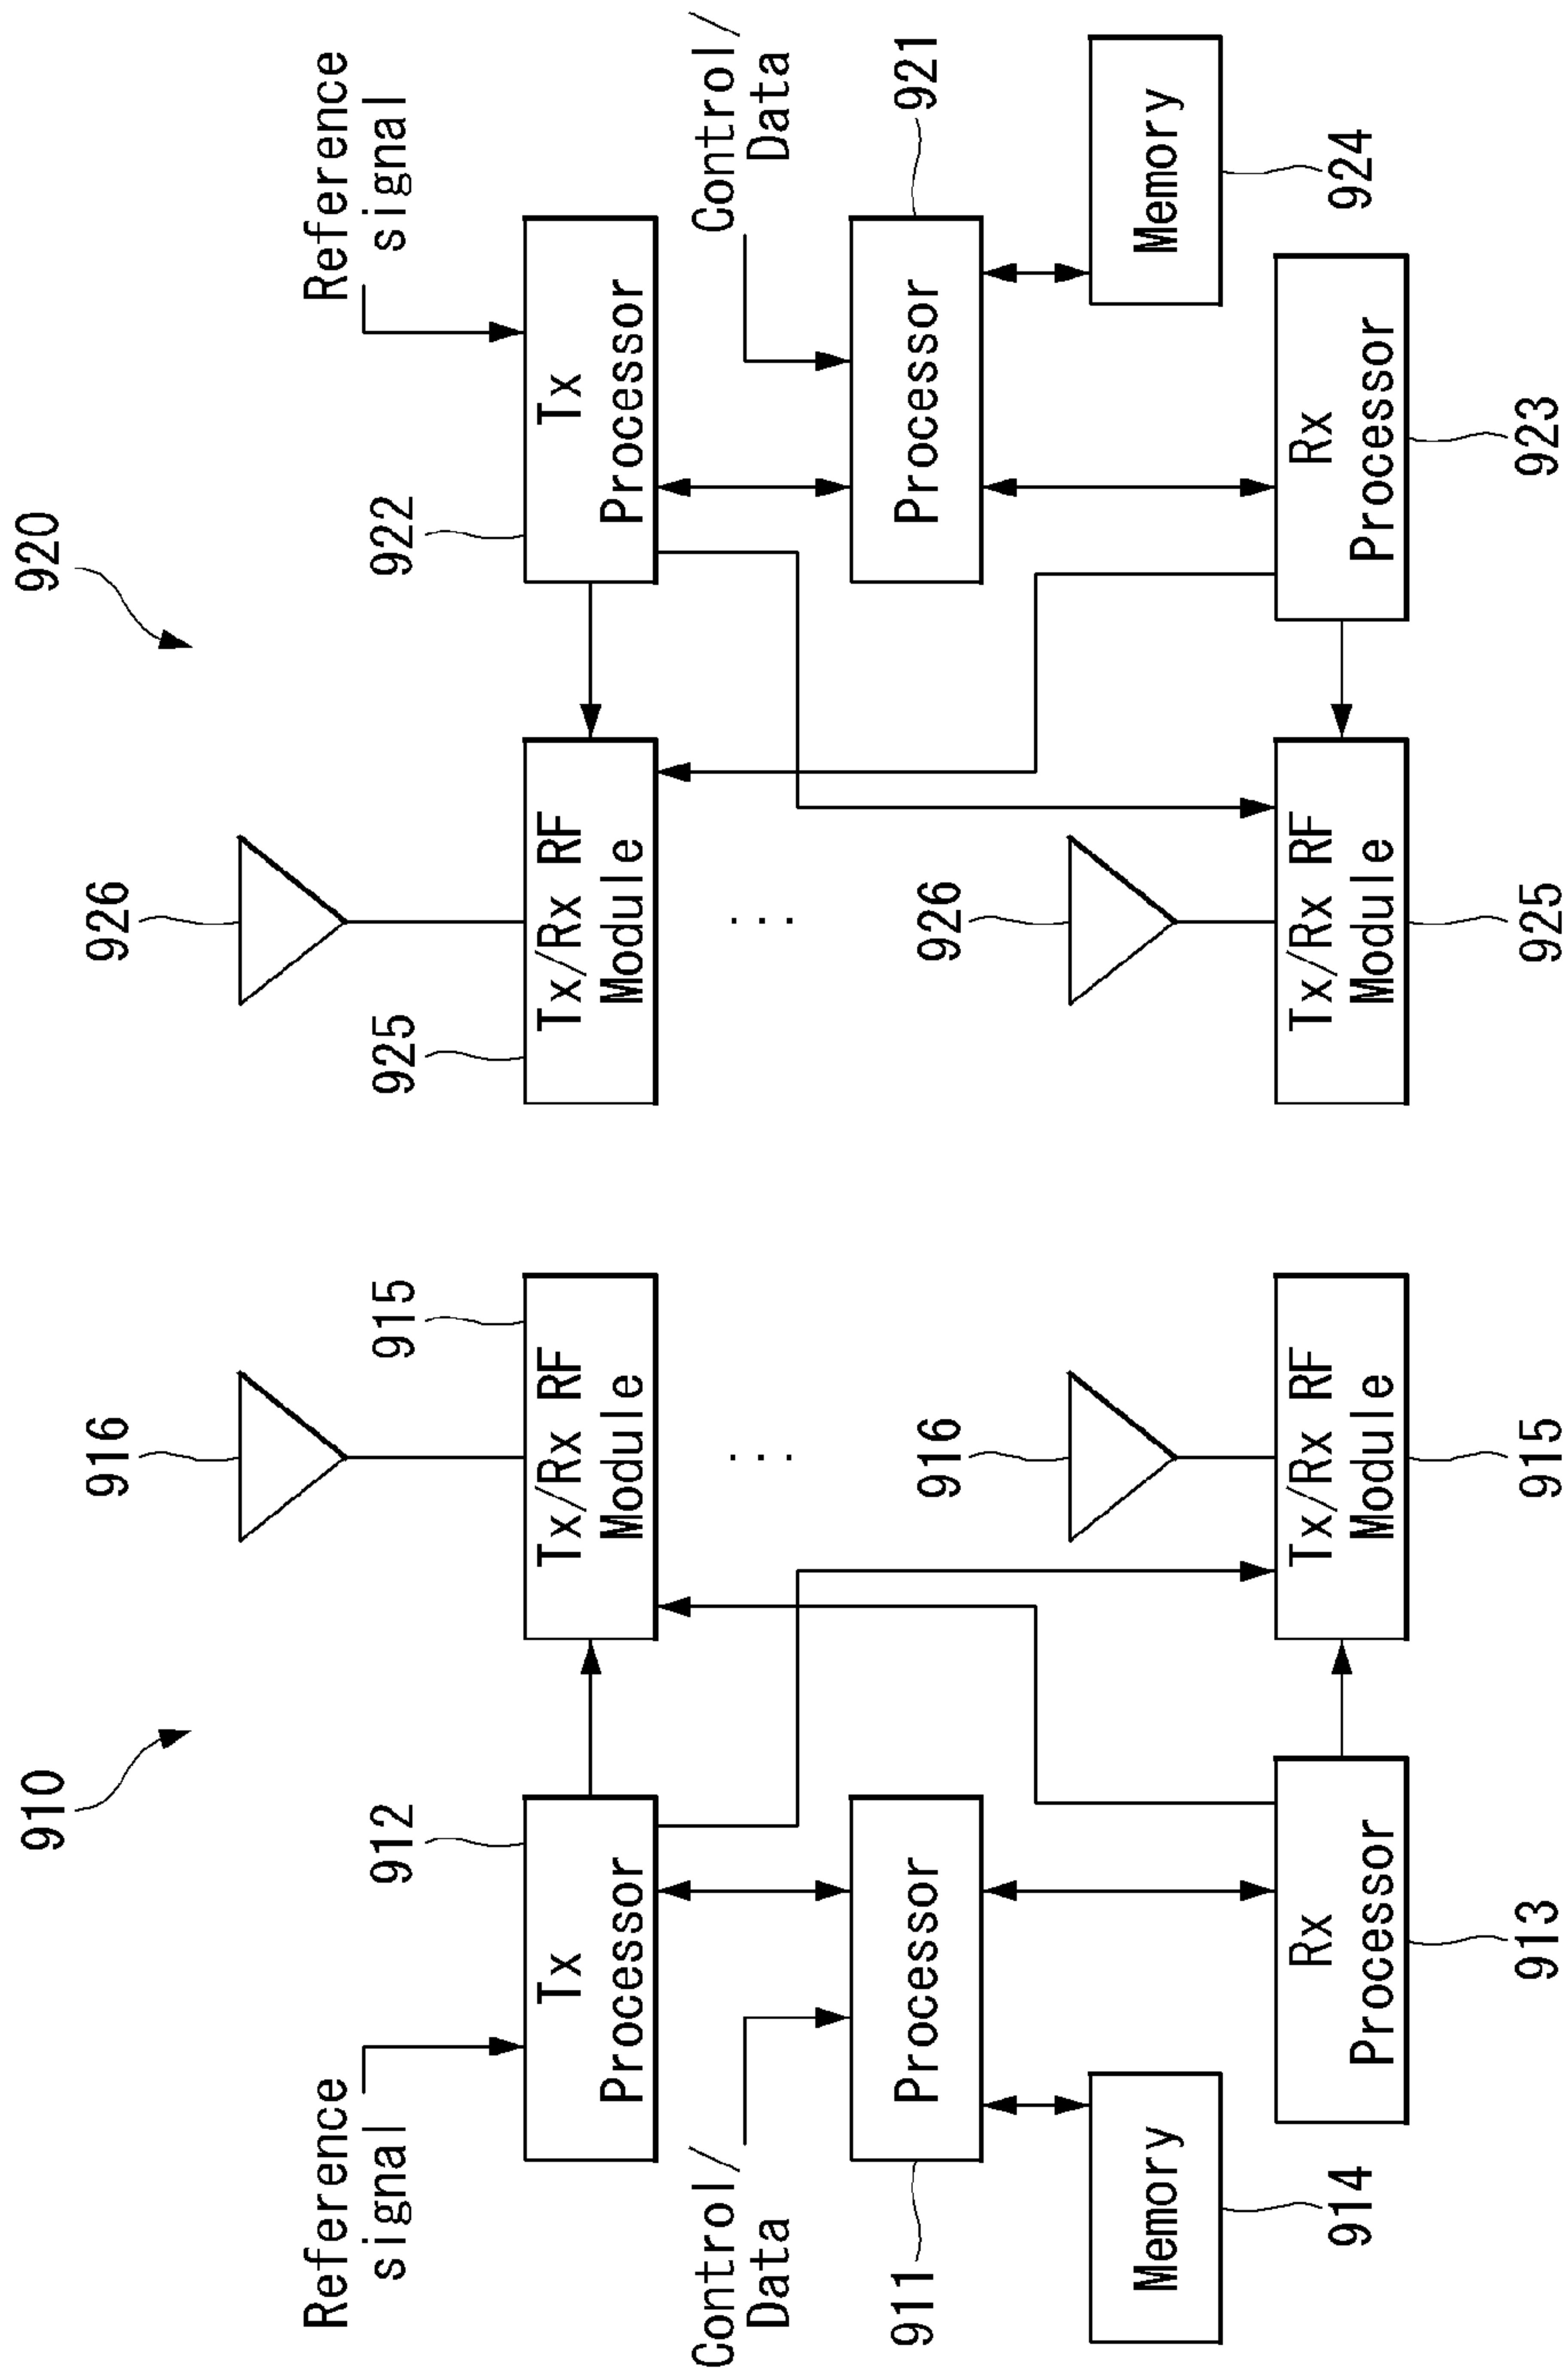 910
920
Reference
signal
912
Tx
Processor
916
915
Tx/Rx RF
Module
926
925
Tx/Rx RF
Module
922
Tx
Processor
Reference
signal
Control/
Data
911
Processor
...
916
...
926
Processor
Control/
Data
921
Memory
914
Memory
924
Rx
Processor
913
Tx/Rx RF
Module
915
Tx/Rx RF
Module
925
Rx
Processor
923